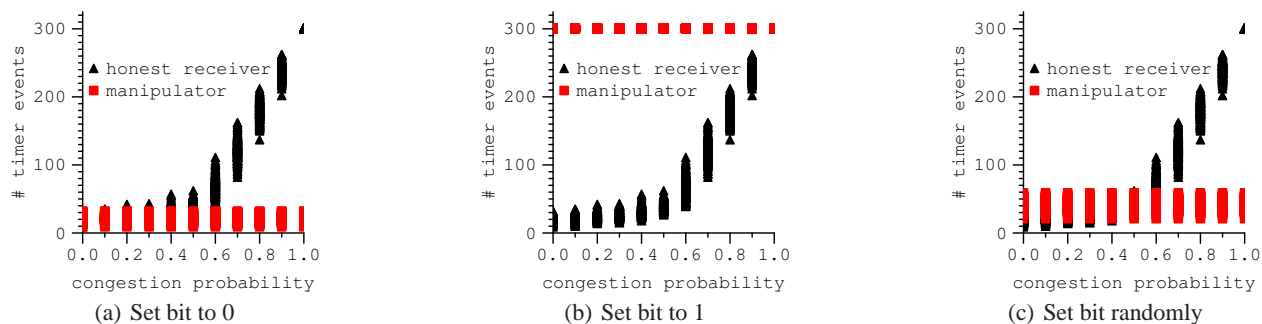 300
200
100
0
# timer events
honest receiver
manipulator
0.0 0.2 0.4 0.6 0.8 1.0
congestion probability
(a) Set bit to 0
300
200
100
0
# timer events
honest receiver
manipulator
0.0 0.2 0.4 0.6 0.8 1.0
congestion probability
(b) Set bit to 1
300
200
100
0
# timer events
honest receiver
manipulator
0.0 0.2 0.4 0.6 0.8 1.0
congestion probability
(c) Set bit randomly